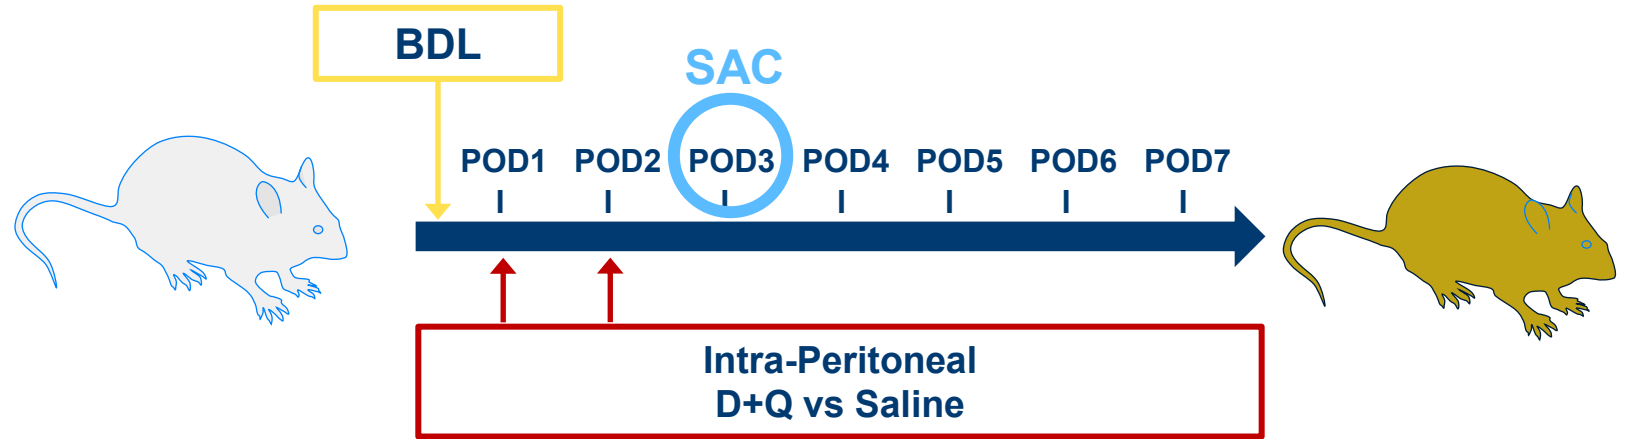 BDL
SAC
POD1 POD2 POD3 POD4 POD5 POD6 POD7
Intra-Peritoneal
D+Q vs Saline